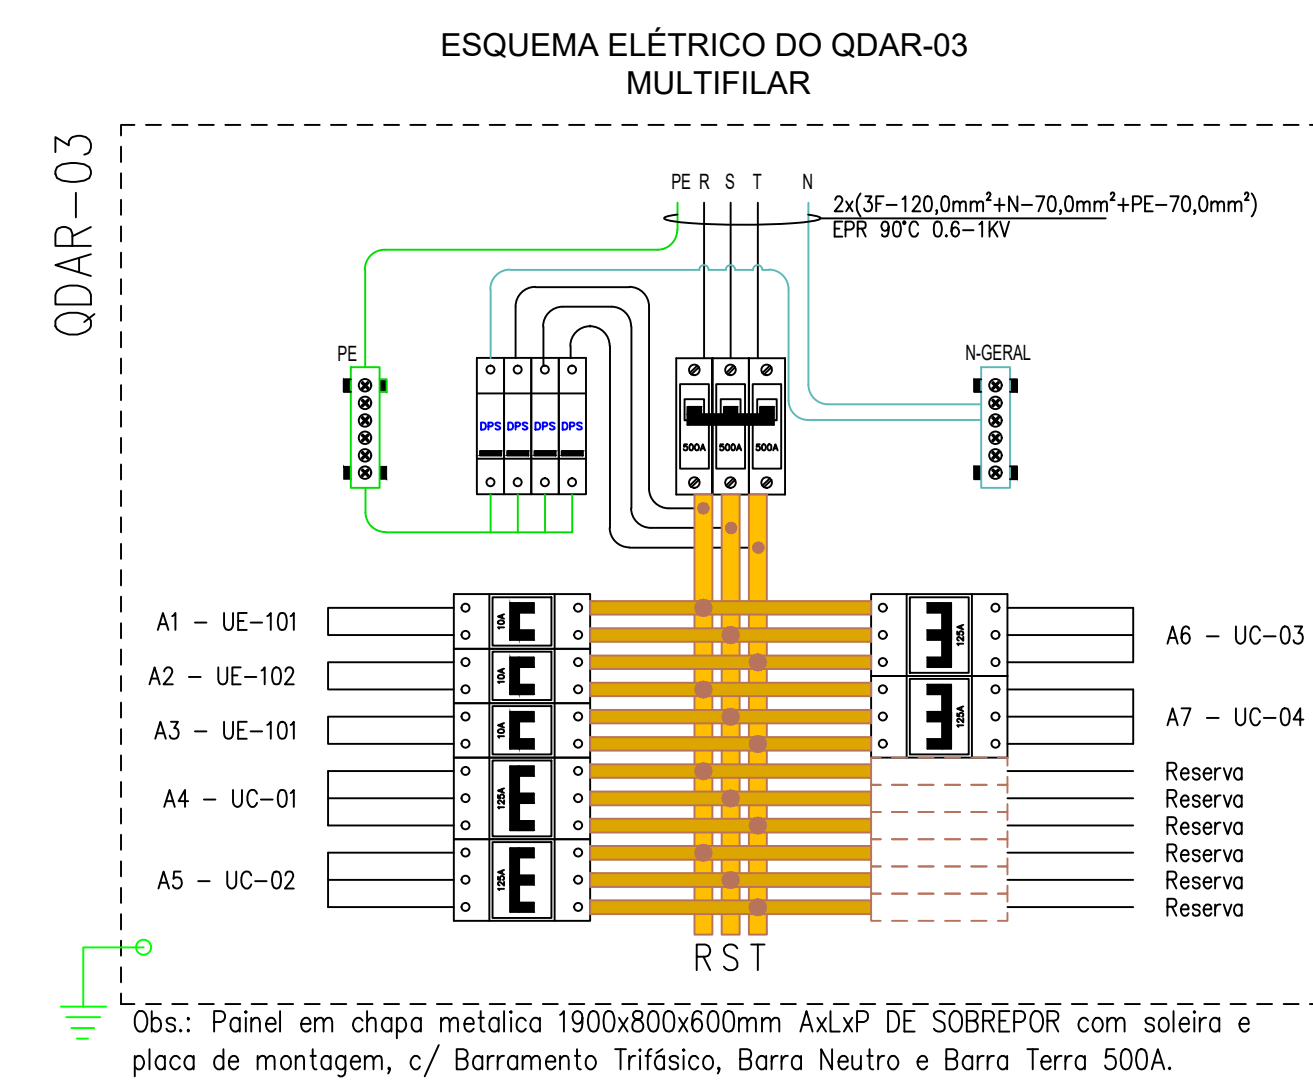 ESQUEMA ELÉTRICO DO QDAR-03
MULTIFILAR
QDAR-03
PE R S T N
2x(3F-120,0mm²+N-70,0mm²+PE-70,0mm²)
EPR 90°C 0.6-1KV
PE
N-GERAL
DPS DPS DPS DPS
500A 500A 500A
A1 - UE-101
10A
A2 - UE-102
10A
A3 - UE-101
10A
A4 - UC-01
125A
A5 - UC-02
125A
125A
A6 - UC-03
125A
A7 - UC-04
Reserva
Reserva
Reserva
Reserva
Reserva
Reserva
R S T
Obs.: Painel em chapa metalica 1900x800x600mm AxLxP DE SOBREPOR com soleira e
placa de montagem, c/ Barramento Trifásico, Barra Neutro e Barra Terra 500A.